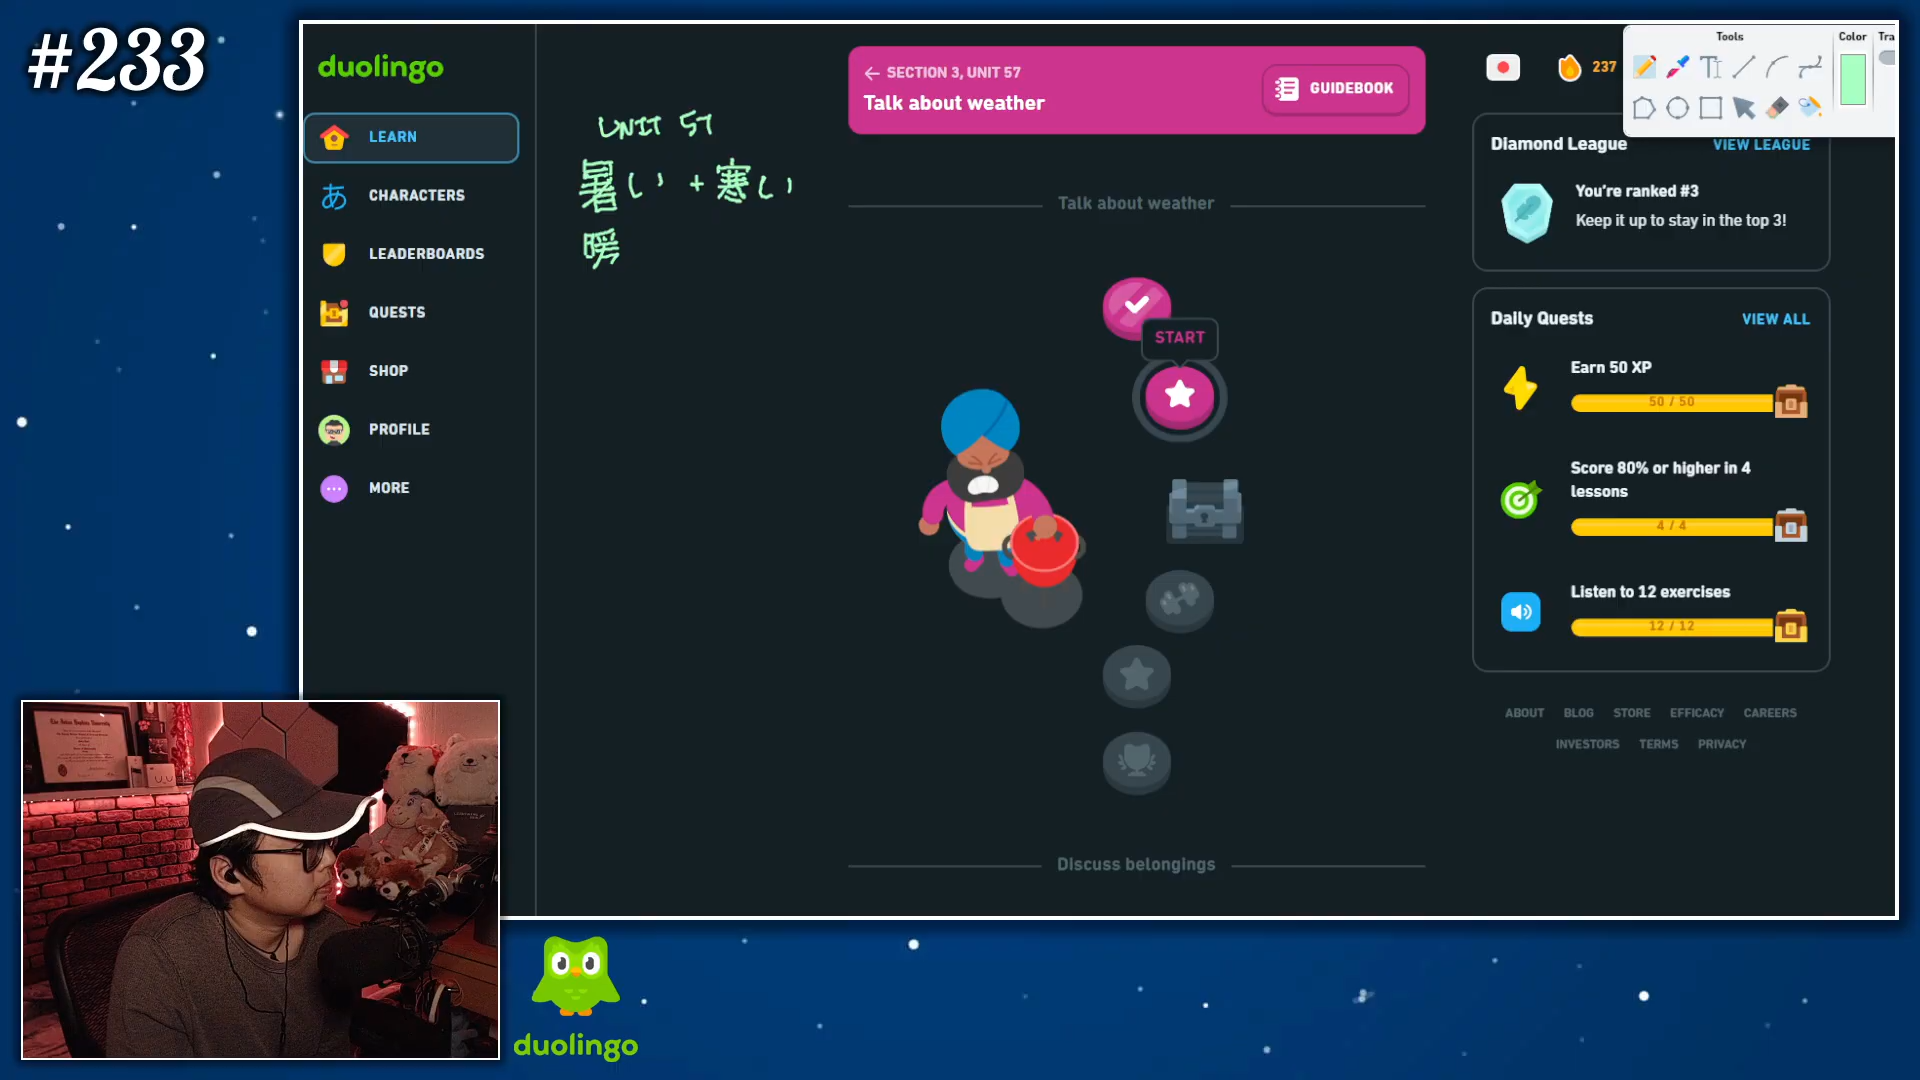 #233
duolingo
LEARN
CHARACTERS
LEADERBOARDS
QUESTS
SHOP
PROFILE
MORE
UNIT 57
暑い + 寒い
暖
SECTION 3, UNIT 57
Talk about weather
GUIDEBOOK
Talk about weather
START
Discuss belongings
237
Tools
Color
Tra
Diamond League
VIEW LEAGUE
You're ranked #3
Keep it up to stay in the top 3!
Daily Quests
VIEW ALL
Earn 50 XP
50 / 50
Score 80% or higher in 4
lessons
4 / 4
Listen to 12 exercises
12 / 12
ABOUT BLOG STORE EFFICACY CAREERS
INVESTORS TERMS PRIVACY
duolingo